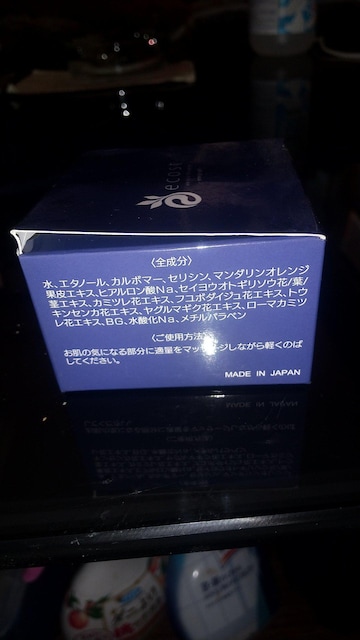 ecost
〈全成分〉
水、エタノール、カルボマー、セリシン、マンダリンオレンジ
果皮エキス、ヒアルロン酸Na、セイヨウオトギリソウ花/葉/
茎エキス、カミツレ花エキス、フユボダイジュ花エキス、トウ
キンセンカ花エキス、ヤグルマギク花エキス、ローマカミツ
レ花エキス、BG、水酸化Na、メチルパラベン
〈ご使用方法〉
お肌の気になる部分に適量をマッサージしながら軽くのば
してください。
MADE IN JAPAN